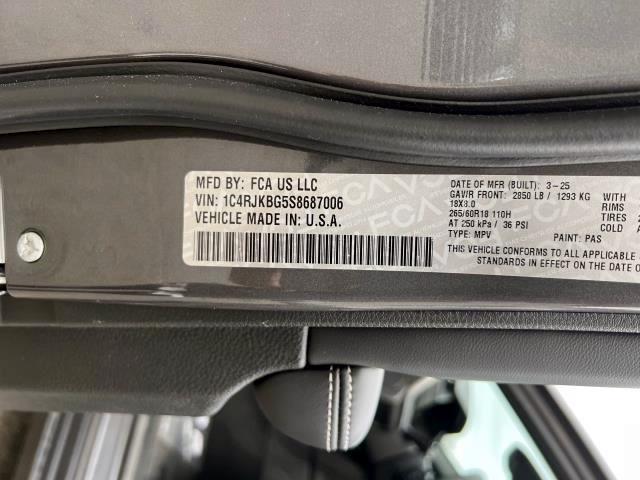 MFD BY: FCA US LLC
VIN: 1C4RJKBG5S8687006
VEHICLE MADE IN U.S.A.
DATE OF MFR (BUILT): 3-25
GAVR/FRONT: 2850 LB / 1293 KG WITH
18X8.0 RIMS
265/60R18 110H TIRES
AT 250 kPa / 36 PSI COLD
TYPE: MPV PAINT: PAS
THIS VEHICLE CONFORMS TO ALL APPLICABLE
STANDARDS IN EFFECT ON THE DATE OF